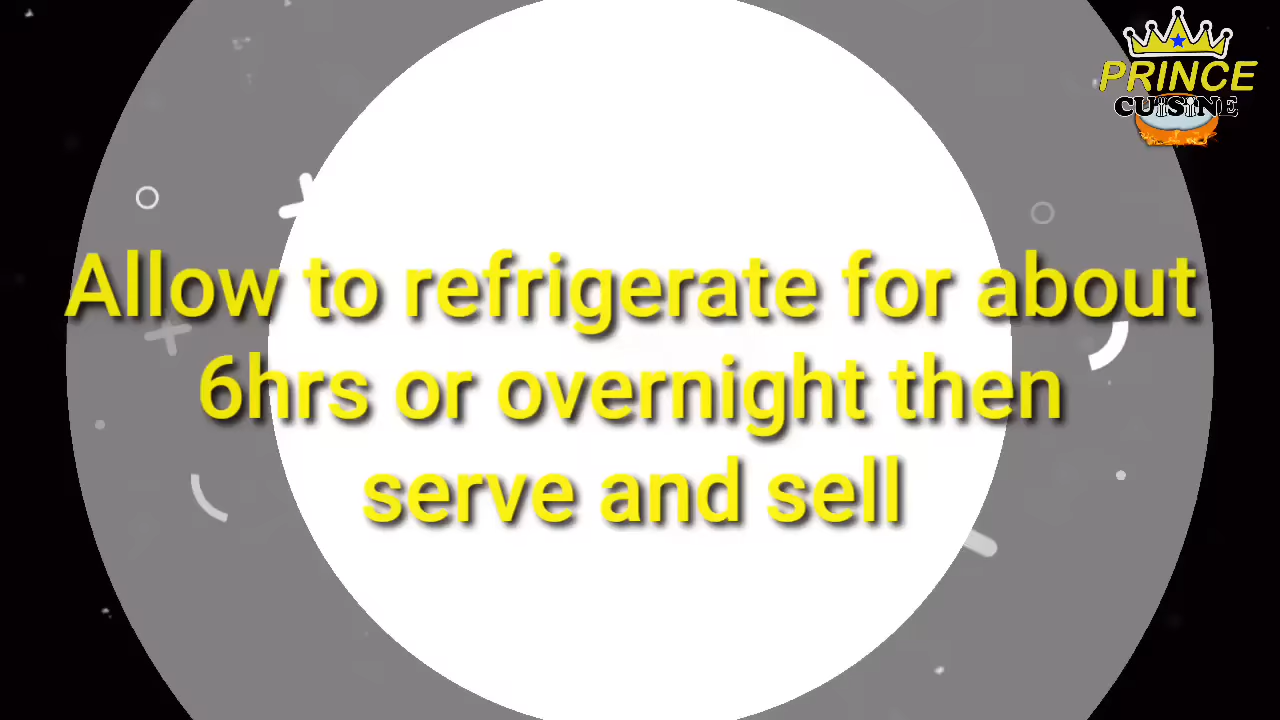 PRINCE
CUiSiNE
Allow to refrigerate for about
6hrs or overnight then
serve and sell